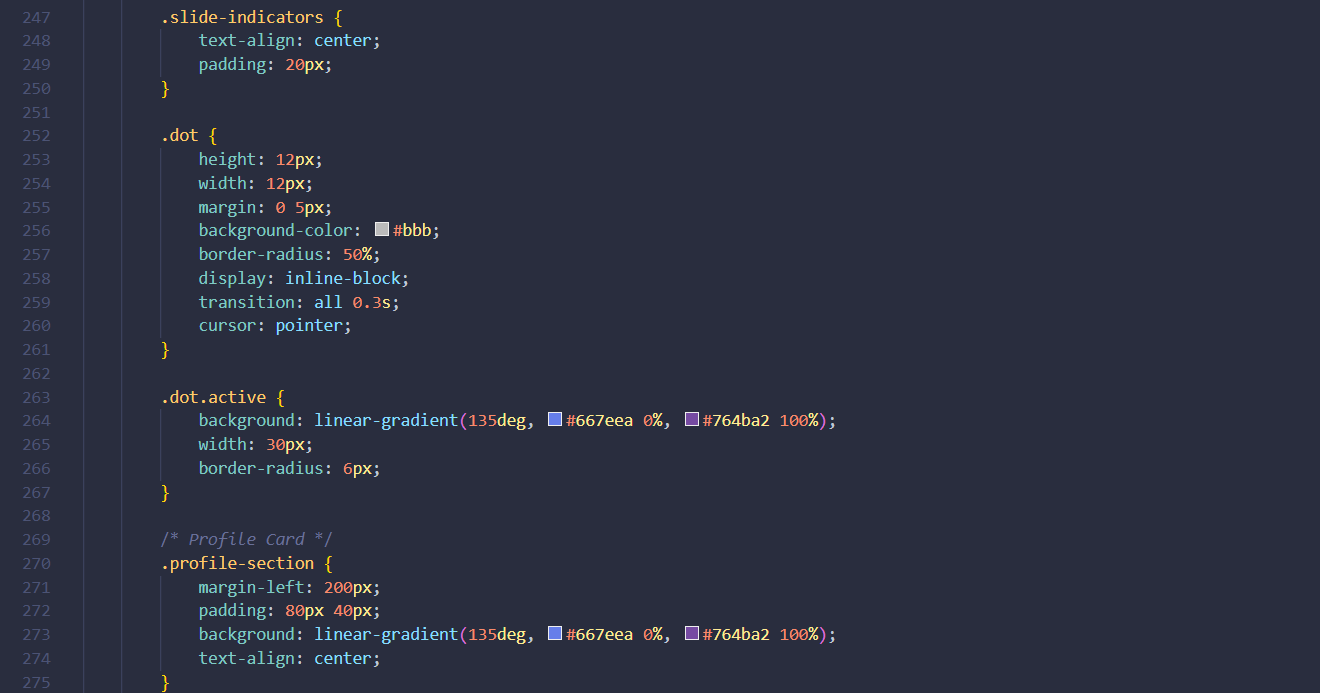 247 .slide-indicators {
248 text-align: center;
249 padding: 20px;
250 }
251
252 .dot {
253 height: 12px;
254 width: 12px;
255 margin: 0 5px;
256 background-color: #bbb;
257 border-radius: 50%;
258 display: inline-block;
259 transition: all 0.3s;
260 cursor: pointer;
261 }
262
263 .dot.active {
264 background: linear-gradient(135deg, #667eea 0%, #764ba2 100%);
265 width: 30px;
266 border-radius: 6px;
267 }
268
269 /* Profile Card */
270 .profile-section {
271 margin-left: 200px;
272 padding: 80px 40px;
273 background: linear-gradient(135deg, #667eea 0%, #764ba2 100%);
274 text-align: center;
275 }